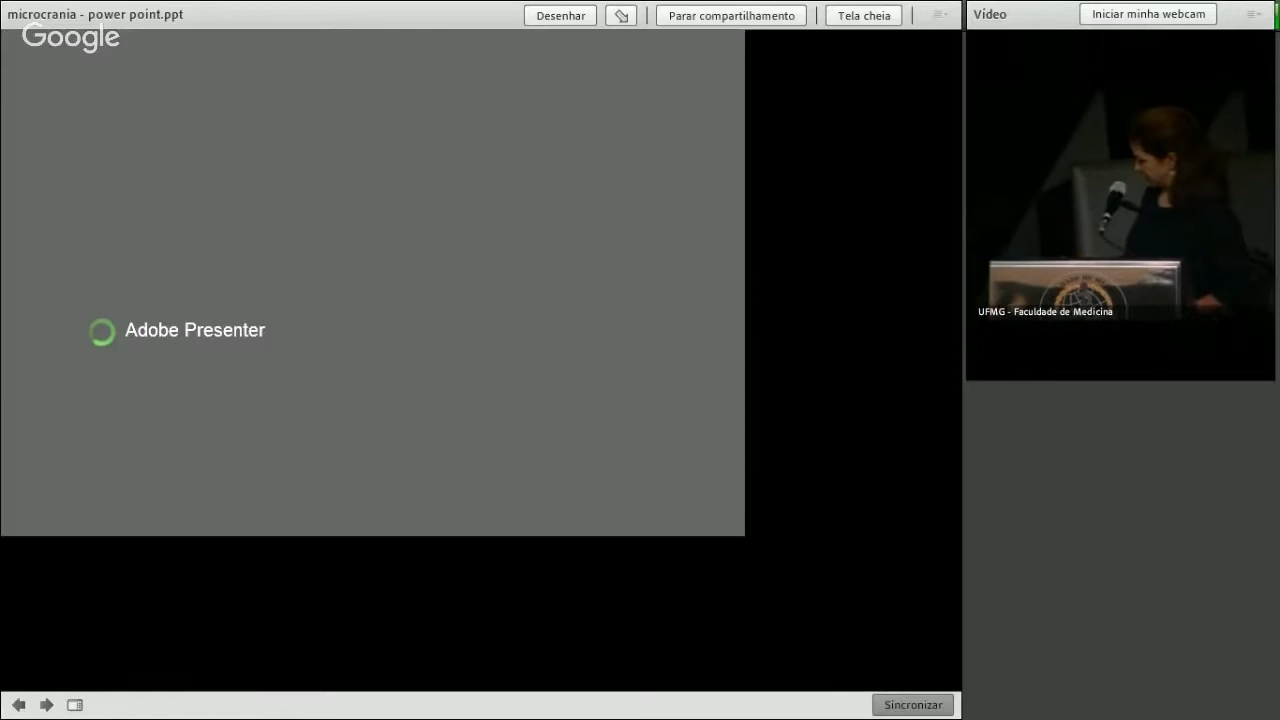 microcrania - power point.ppt
Desenhar
Parar compartilhamento
Tela cheia
Vídeo
Iniciar minha webcam
Google
Adobe Presenter
UFMG - Faculdade de Medicina
Sincronizar